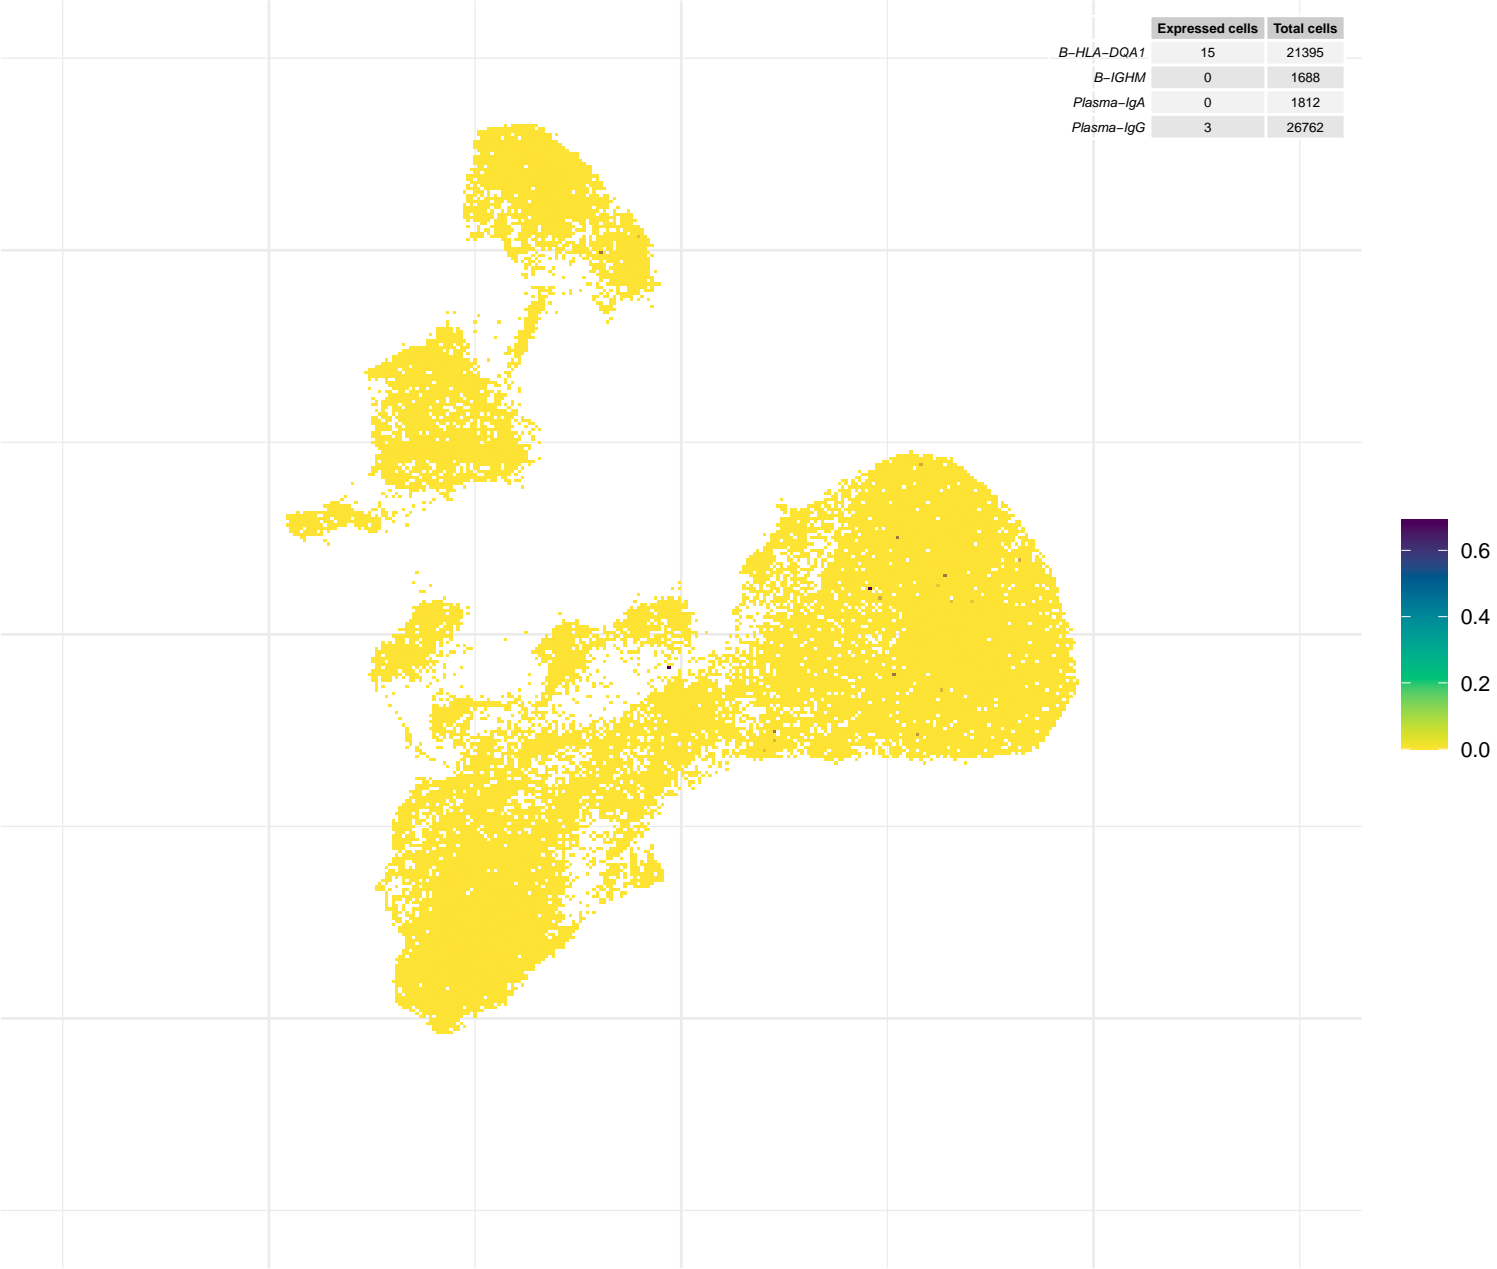 Expressed cells Total cells
B−HLA−DQA1 15 21395
B−IGHM 0 1688
Plasma−IgA 0 1812
Plasma−IgG 3 26762
0.6
0.4
0.2
0.0